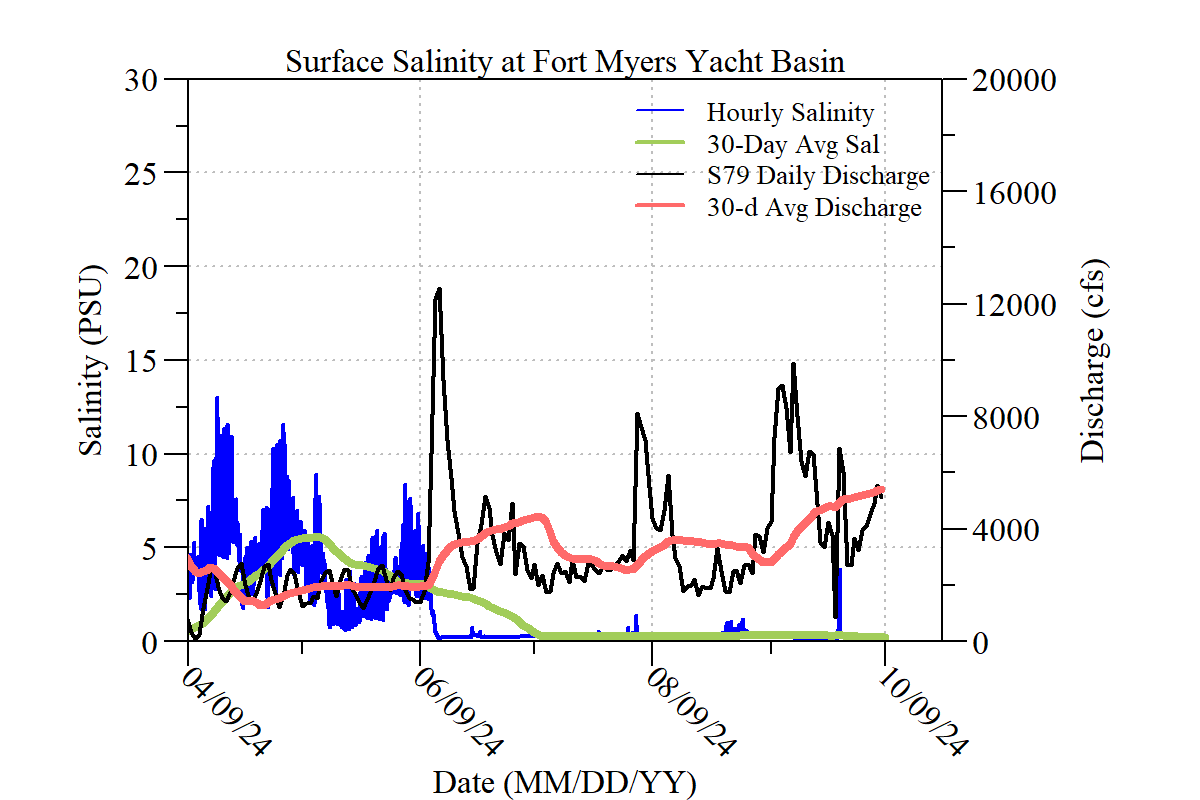 Surface Salinity at Fort Myers Yacht Basin
30
25
20
15
10
5
0
Salinity (PSU)
Hourly Salinity
30-Day Avg Sal
S79 Daily Discharge
30-d Avg Discharge
20000
16000
12000
8000
4000
0
Discharge (cfs)
04/09/24
06/09/24
08/09/24
10/09/24
Date (MM/DD/YY)